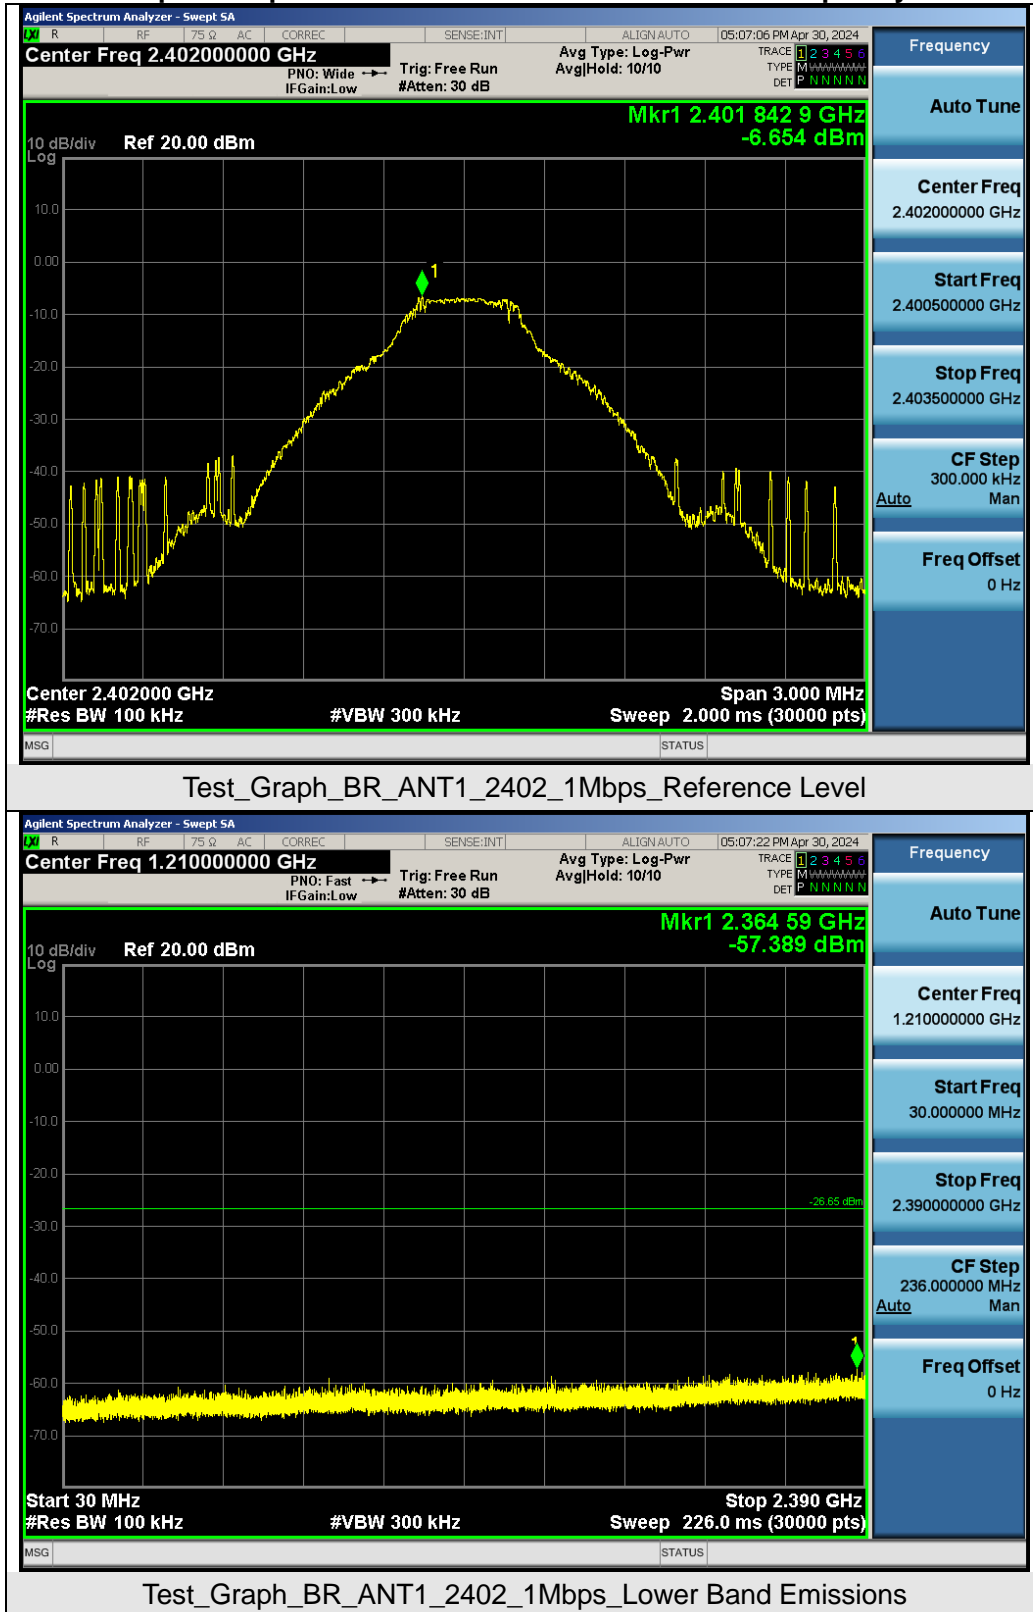 Agilent Spectrum Analyzer - Swept SA
LXI R RF 75 Ω AC CORREC SENSE:INT ALIGN AUTO 05:07:06 PM Apr 30, 2024
Center Freq 2.402000000 GHz
PNO: Wide
IFGain:Low
Trig: Free Run
#Atten: 30 dB
Avg Type: Log-Pwr
Avg|Hold: 10/10
TRACE 1 2 3 4 5 6
TYPE M WWWWW
DET P N N N N N
Mkr1 2.401 842 9 GHz
-6.654 dBm
10 dB/div Ref 20.00 dBm
Log
10.0
0.00
1
-10.0
-20.0
-30.0
-40.0
-50.0
-60.0
-70.0
Center 2.402000 GHz Span 3.000 MHz
#Res BW 100 kHz #VBW 300 kHz Sweep 2.000 ms (30000 pts)
MSG STATUS
Frequency
Auto Tune
Center Freq
2.402000000 GHz
Start Freq
2.400500000 GHz
Stop Freq
2.403500000 GHz
CF Step
300.000 kHz
Auto Man
Freq Offset
0 Hz
Test_Graph_BR_ANT1_2402_1Mbps_Reference Level
Agilent Spectrum Analyzer - Swept SA
LXI R RF 75 Ω AC CORREC SENSE:INT ALIGN AUTO 05:07:22 PM Apr 30, 2024
Center Freq 1.210000000 GHz
PNO: Fast
IFGain:Low
Trig: Free Run
#Atten: 30 dB
Avg Type: Log-Pwr
Avg|Hold: 10/10
TRACE 1 2 3 4 5 6
TYPE M WWWWW
DET P N N N N N
Mkr1 2.364 59 GHz
-57.389 dBm
10 dB/div Ref 20.00 dBm
Log
10.0
0.00
-10.0
-20.0
-26.65 dBm
-30.0
-40.0
-50.0
1
-60.0
-70.0
Start 30 MHz Stop 2.390 GHz
#Res BW 100 kHz #VBW 300 kHz Sweep 226.0 ms (30000 pts)
MSG STATUS
Frequency
Auto Tune
Center Freq
1.210000000 GHz
Start Freq
30.000000 MHz
Stop Freq
2.390000000 GHz
CF Step
236.000000 MHz
Auto Man
Freq Offset
0 Hz
Test_Graph_BR_ANT1_2402_1Mbps_Lower Band Emissions